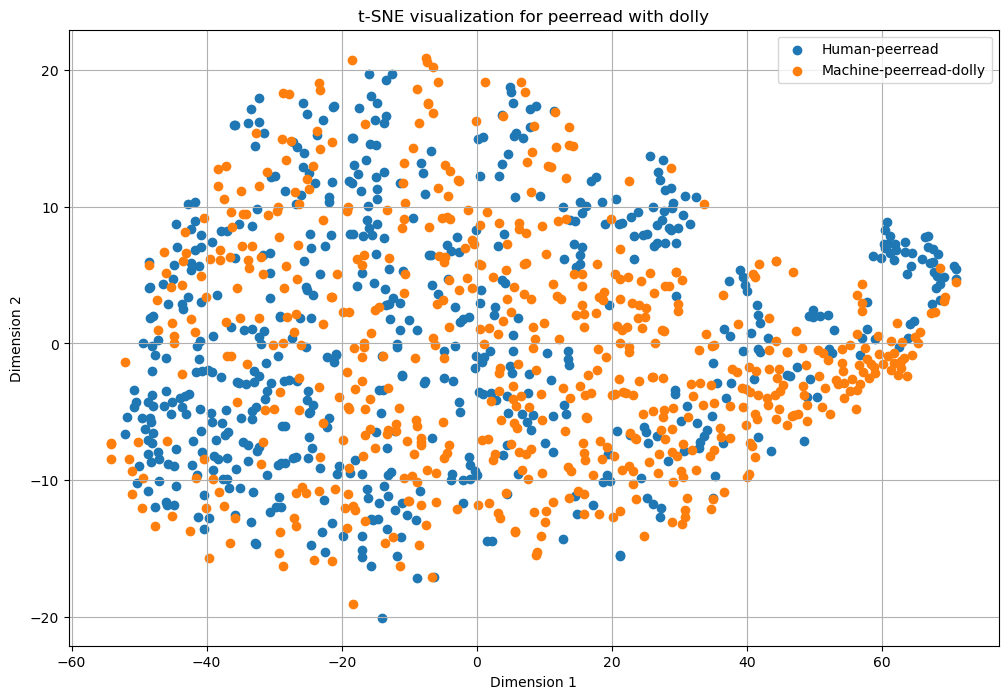 t-SNE visualization for peerread with dolly
Human-peerread
Machine-peerread-dolly
20
10
0
−10
−20
Dimension 2
−60
−40
−20
0
20
40
60
Dimension 1